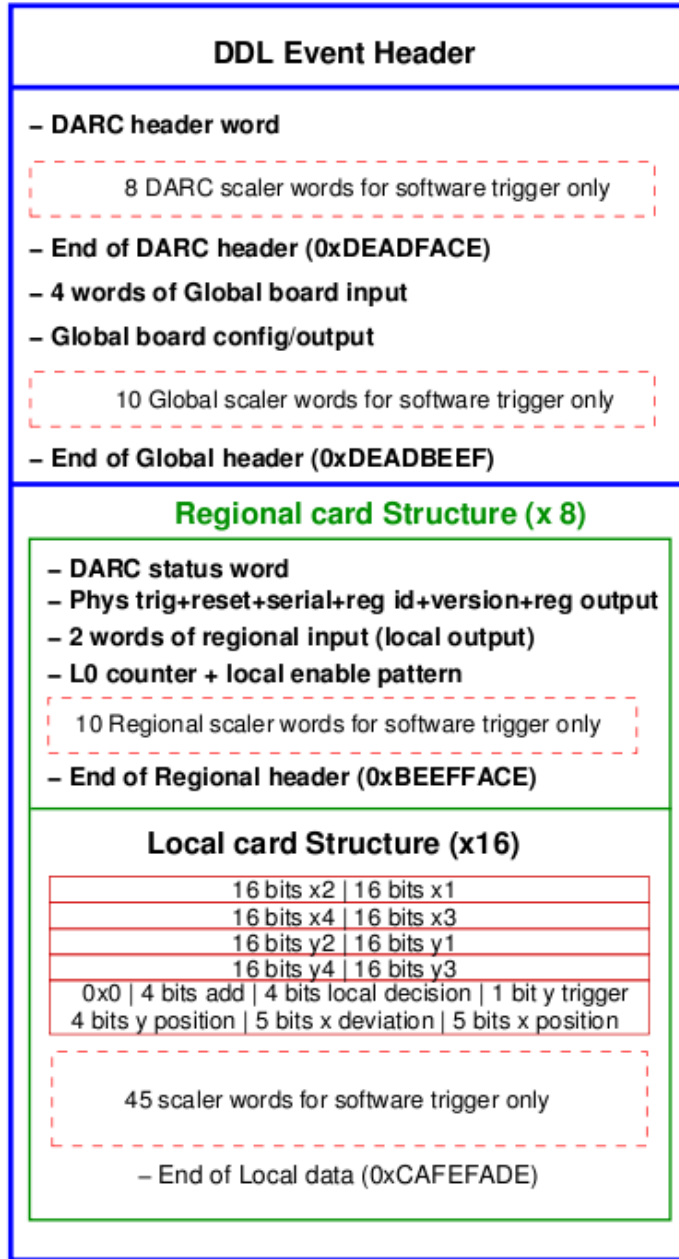 DDL Event Header
– DARC header word
8 DARC scaler words for software trigger only
– End of DARC header (0xDEADFACE)
– 4 words of Global board input
– Global board config/output
10 Global scaler words for software trigger only
– End of Global header (0xDEADBEEF)
Regional card Structure (x 8)
– DARC status word
– Phys trig+reset+serial+reg id+version+reg output
– 2 words of regional input (local output)
– L0 counter + local enable pattern
10 Regional scaler words for software trigger only
– End of Regional header (0xBEEFFACE)
Local card Structure (x16)
16 bits x2 | 16 bits x1
16 bits x4 | 16 bits x3
16 bits y2 | 16 bits y1
16 bits y4 | 16 bits y3
0x0 | 4 bits add | 4 bits local decision | 1 bit y trigger
4 bits y position | 5 bits x deviation | 5 bits x position
45 scaler words for software trigger only
– End of Local data (0xCAFEFADE)